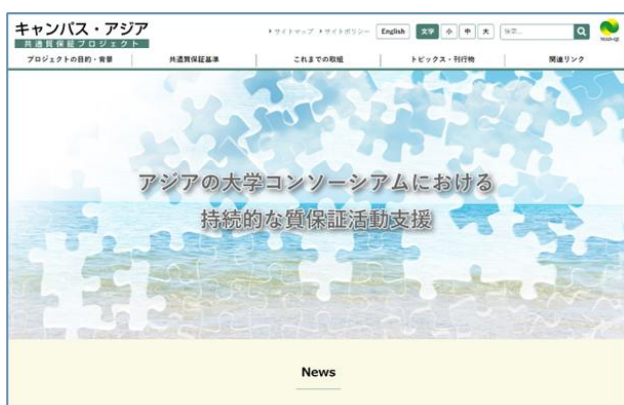 キャンパス・アジア
共通質保証プロジェクト
サイトマップ サイトポリシー English 文字 小 中 大 検索...
NIAD-QE
プロジェクトの目的・背景 共通質保証基準 これまでの取組 トピックス・刊行物 関連リンク
アジアの大学コンソーシアムにおける
持続的な質保証活動支援
News